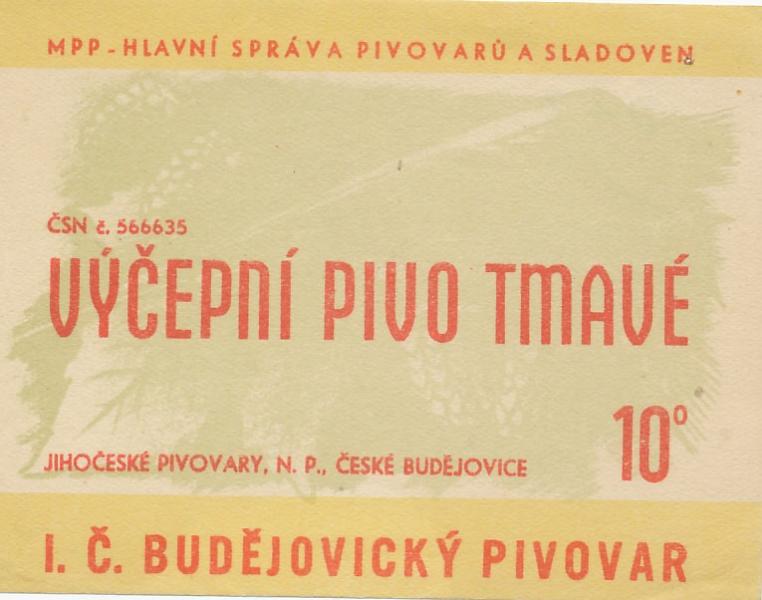 MPP - HLAVNÍ SPRÁVA PIVOVARŮ A SLADOVEN
ČSN č. 566635
VÝČEPNÍ PIVO TMAVÉ
10°
JIHOČESKÉ PIVOVARY, N. P., ČESKÉ BUDĚJOVICE
I. Č. BUDĚJOVICKÝ PIVOVAR